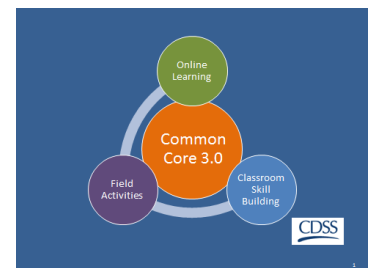 Online
Learning
Common
Core 3.0
Field
Activities
Classroom
Skill
Building
CDSS
1